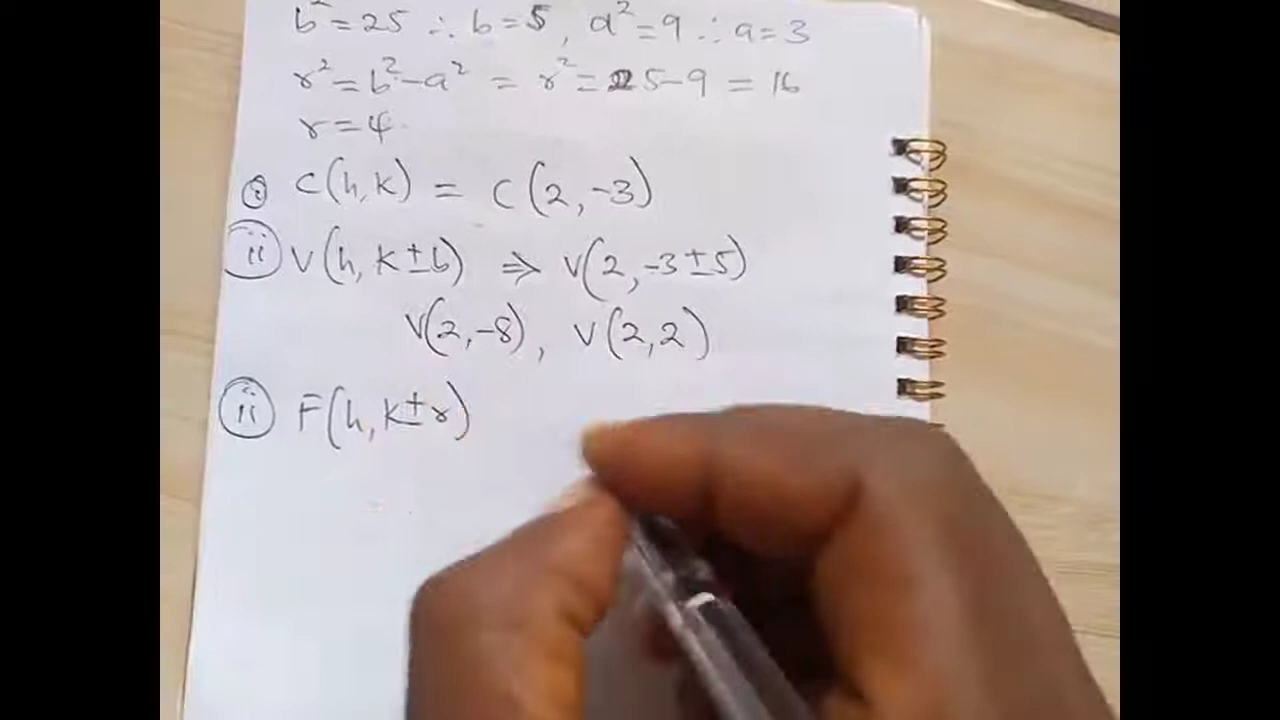 b²=25 ∴ b=5, a²=9 ∴ a=3
r²=b²-a² = r²=25-9 = 16
r=4
(i) C(h,k) = C(2,-3)
(ii) V(h, k±b) ⇒ V(2,-3±5)
V(2,-8), V(2,2)
(ii) F(h, k±r)